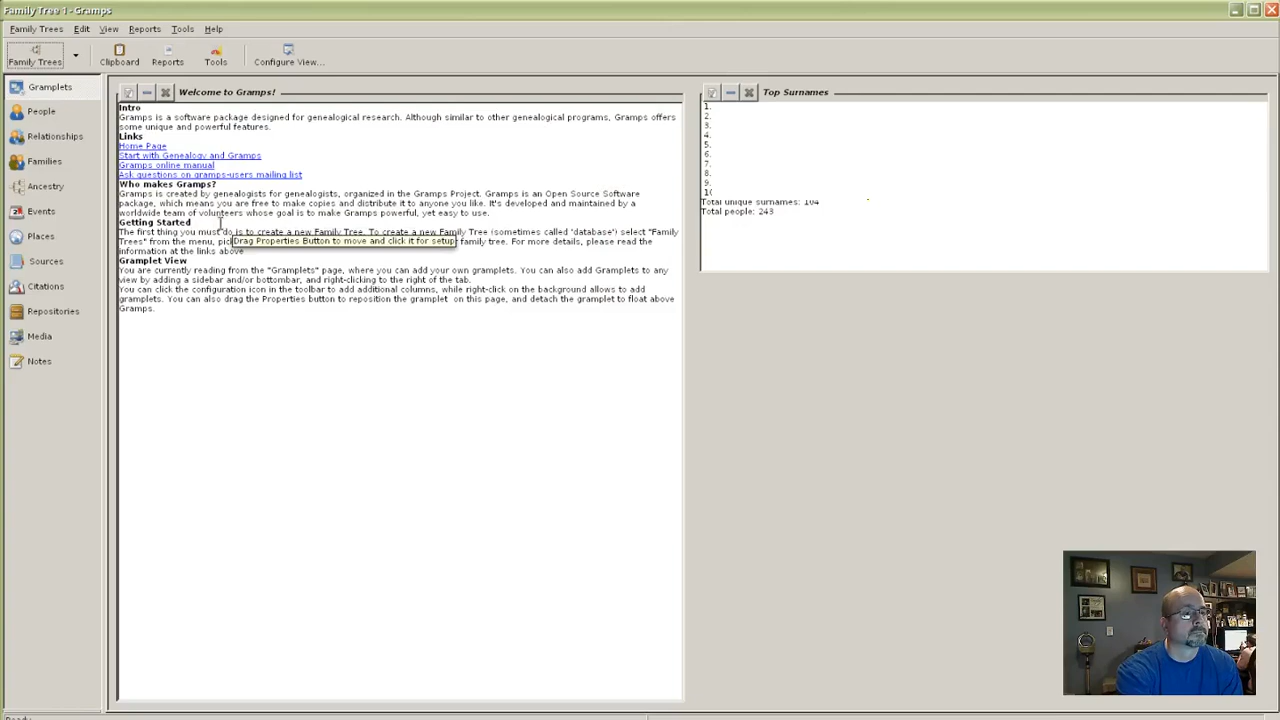 Family Tree 1 - Gramps
Family Trees Edit View Reports Tools Help
Family Trees Clipboard Reports Tools Configure View...
Gramplets
People
Relationships
Families
Ancestry
Events
Places
Sources
Citations
Repositories
Media
Notes
Welcome to Gramps!
Intro
Gramps is a software package designed for genealogical research. Although similar to other genealogical programs, Gramps offers
some unique and powerful features.
Links
Home Page
Start with Genealogy and Gramps
Gramps online manual
Ask questions on gramps-users mailing list
Who makes Gramps?
Gramps is created by genealogists for genealogists, organized in the Gramps Project. Gramps is an Open Source Software
package, which means you are free to make copies and distribute it to anyone you like. It's developed and maintained by a
worldwide team of volunteers whose goal is to make Gramps powerful, yet easy to use.
Getting Started
The first thing you must do is to create a new Family Tree. To create a new Family Tree (sometimes called 'database') select "Family
Trees" from the menu, pic family tree. For more details, please read the
Drag Properties Button to move and click it for setup
information at the links above
Gramplet View
You are currently reading from the "Gramplets" page, where you can add your own gramplets. You can also add Gramplets to any
view by adding a sidebar and/or bottombar, and right-clicking to the right of the tab.
You can click the configuration icon in the toolbar to add additional columns, while right-click on the background allows to add
gramplets. You can also drag the Properties button to reposition the gramplet on this page, and detach the gramplet to float above
Gramps.
Top Surnames
1.
2.
3.
4.
5.
6.
7.
8.
9.
Total unique surnames: 104
Total people: 243